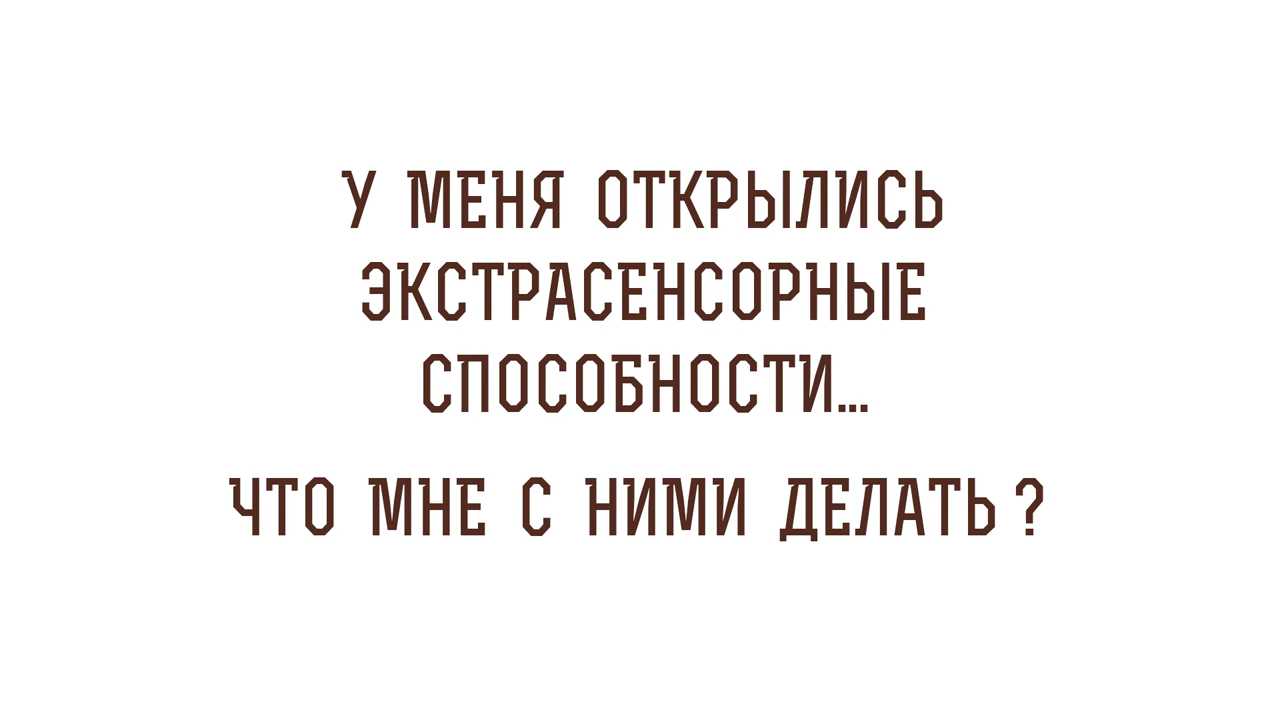 У МЕНЯ ОТКРЫЛИСЬ
ЭКСТРАСЕНСОРНЫЕ
СПОСОБНОСТИ...
ЧТО МНЕ С НИМИ ДЕЛАТЬ?